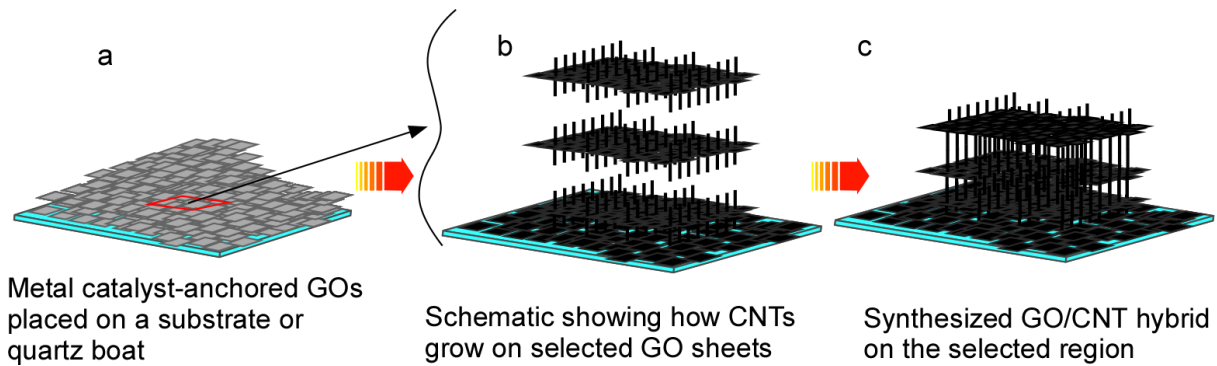 a
b
c
Metal catalyst-anchored GOs
placed on a substrate or
quartz boat
Schematic showing how CNTs
grow on selected GO sheets
Synthesized GO/CNT hybrid
on the selected region